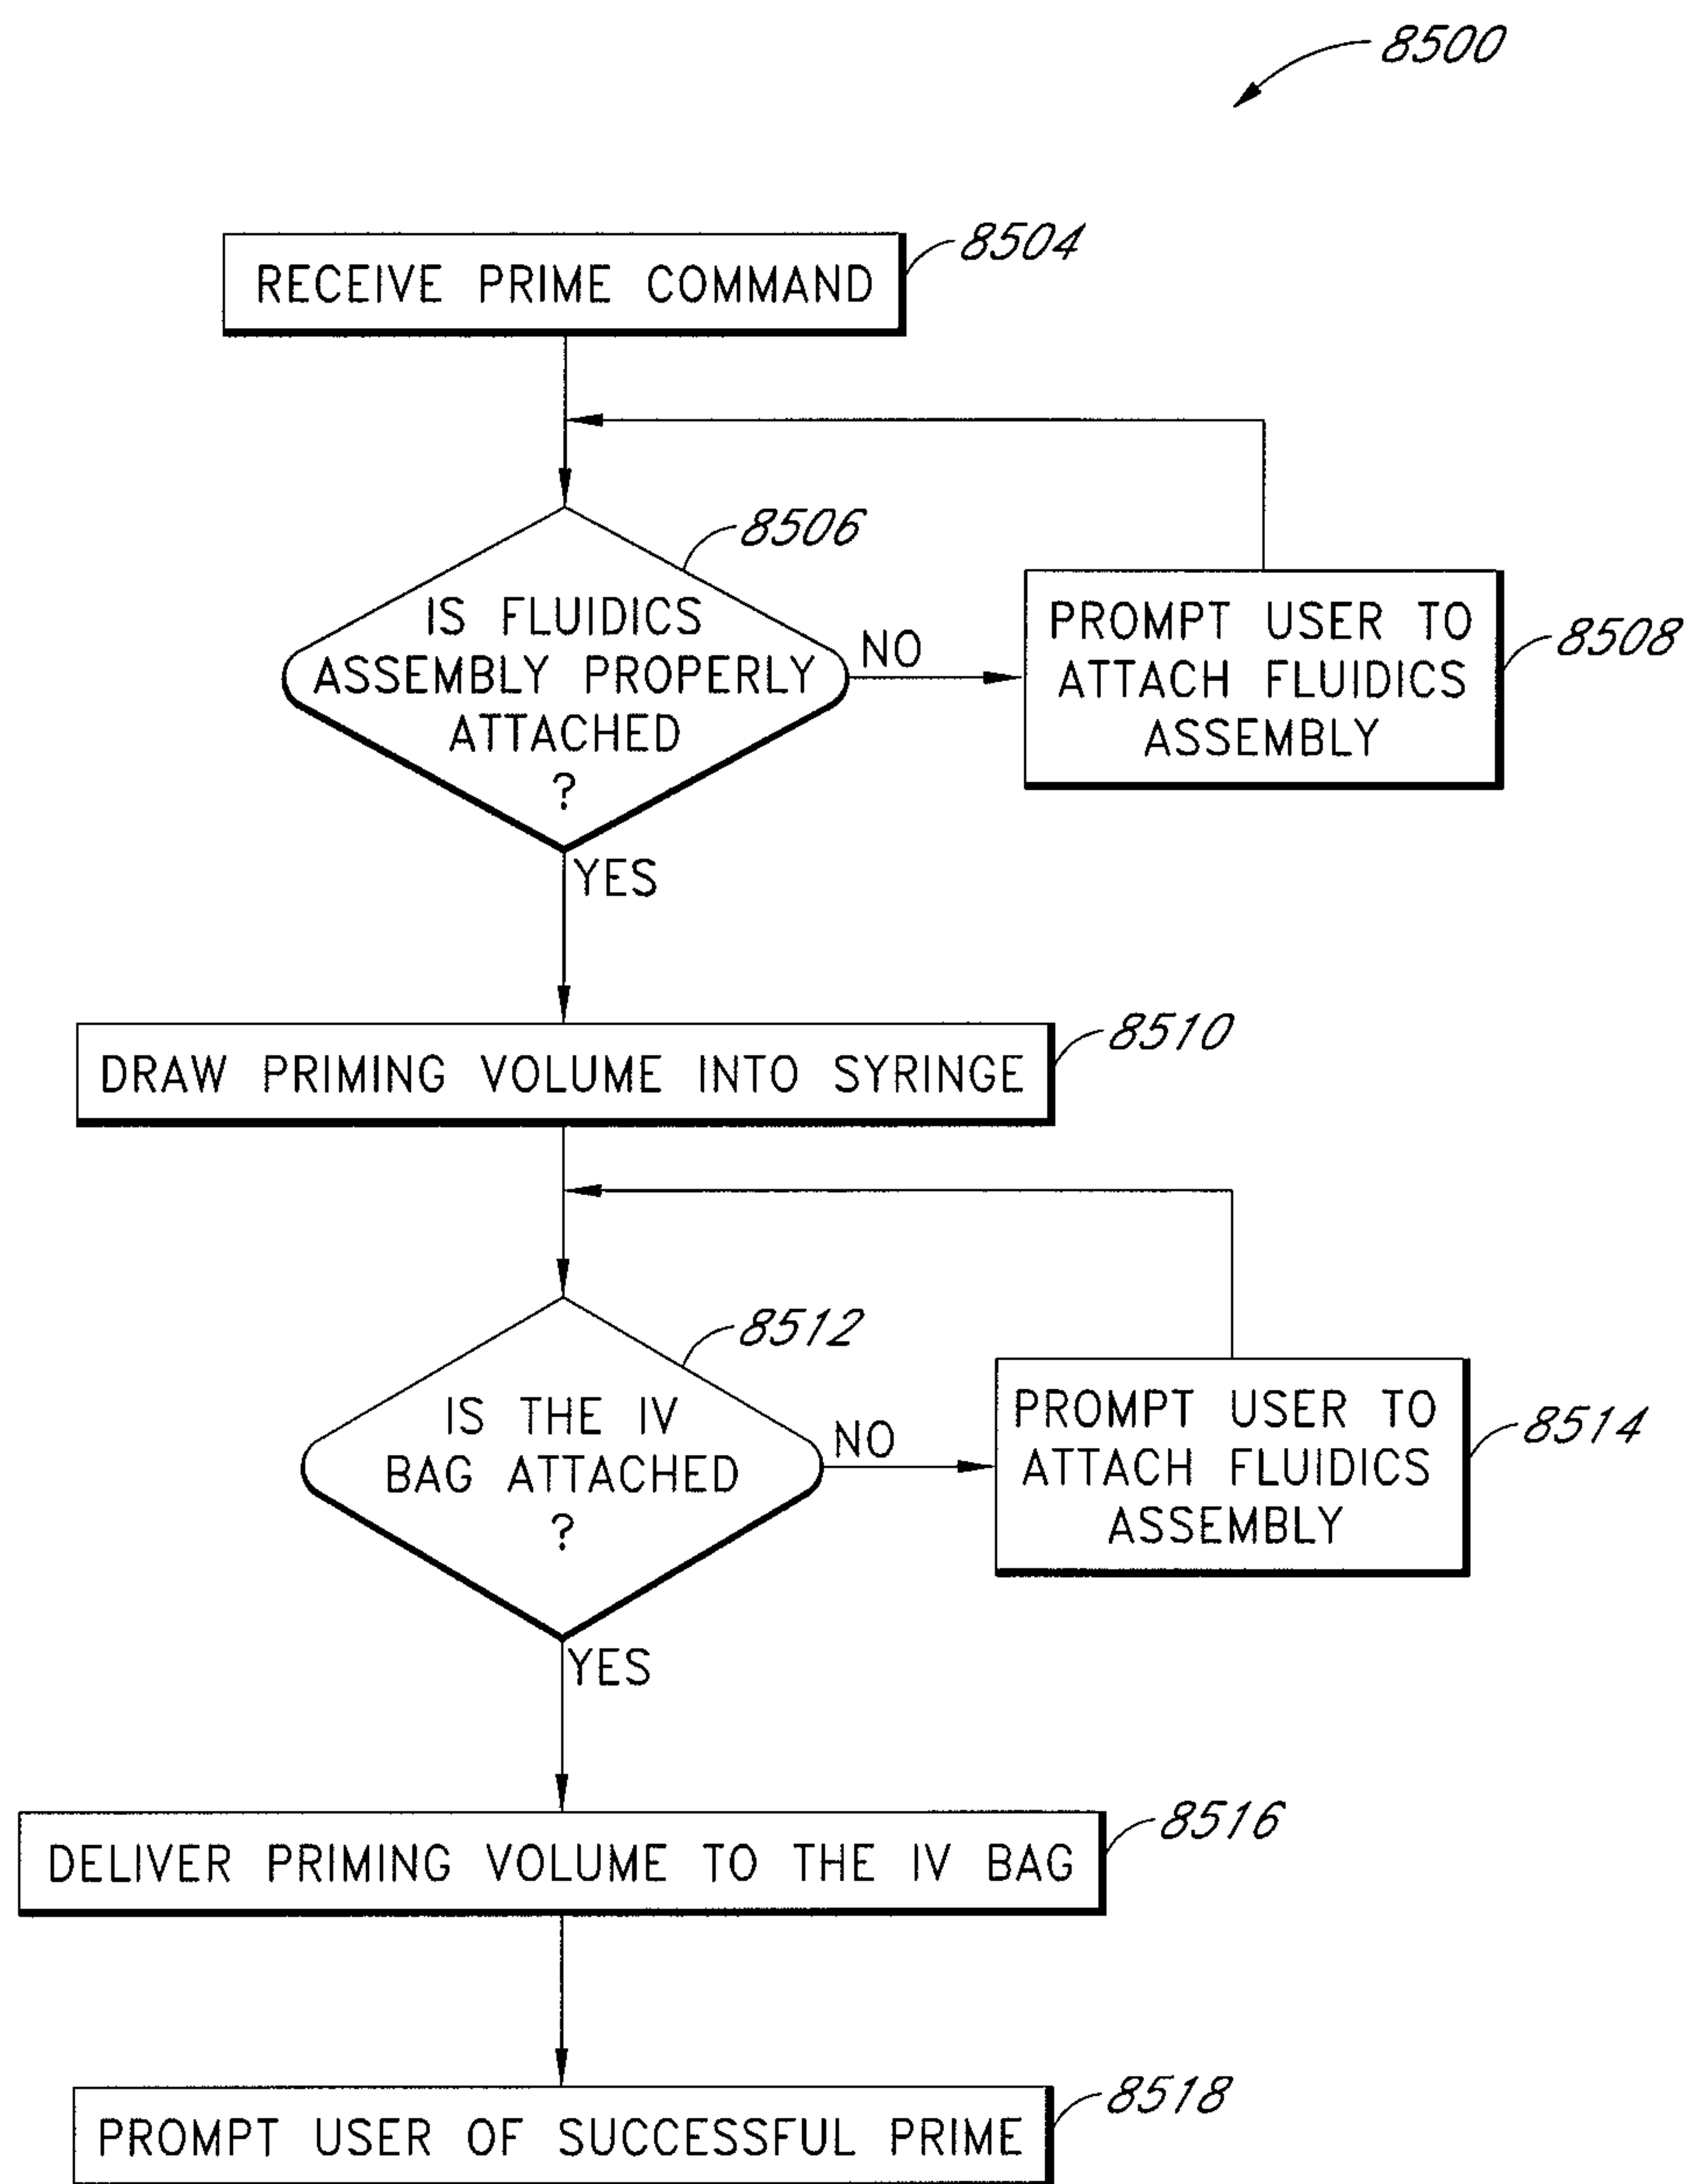 8500
RECEIVE PRIME COMMAND
8504
8506
IS FLUIDICS
ASSEMBLY PROPERLY
ATTACHED
?
NO
PROMPT USER TO
ATTACH FLUIDICS
ASSEMBLY
8508
YES
DRAW PRIMING VOLUME INTO SYRINGE
8510
8512
IS THE IV
BAG ATTACHED
?
NO
PROMPT USER TO
ATTACH FLUIDICS
ASSEMBLY
8514
YES
DELIVER PRIMING VOLUME TO THE IV BAG
8516
PROMPT USER OF SUCCESSFUL PRIME
8518